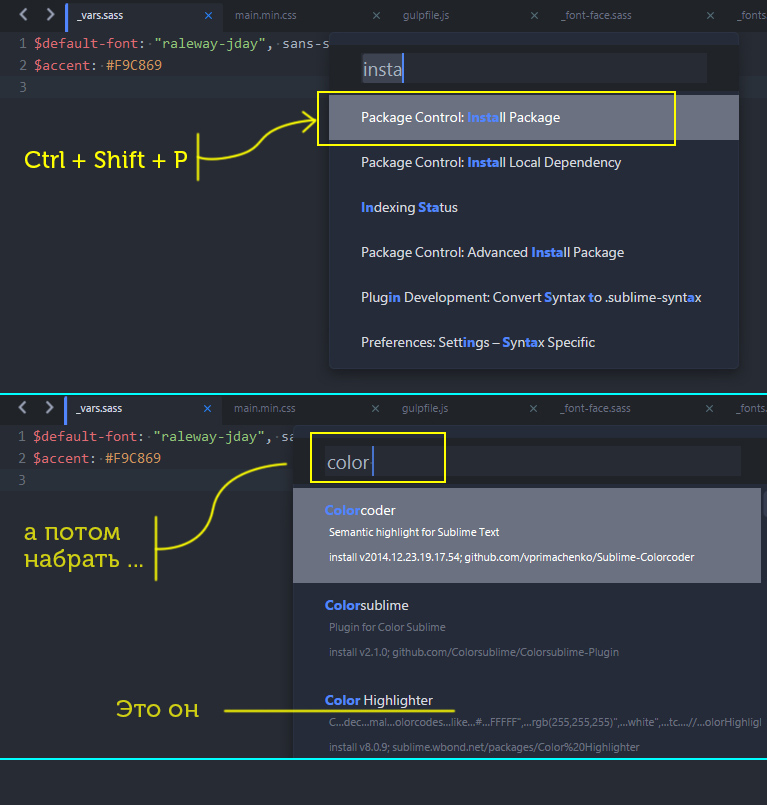 _vars.sass × main.min.css × gulpfile.js × _font-face.sass × _fonts.
1 $default-font: "raleway-jday", sans-s
2 $accent: #F9C869
3
insta
Package Control: Install Package
Ctrl + Shift + P
Package Control: Install Local Dependency
Indexing Status
Package Control: Advanced Install Package
Plugin Development: Convert Syntax to .sublime-syntax
Preferences: Settings – Syntax Specific
_vars.sass × main.min.css × gulpfile.js × _font-face.sass × _fonts.
1 $default-font: "raleway-jday", sa
2 $accent: #F9C869
3
color
Colorcoder
Semantic highlight for Sublime Text
install v2014.12.23.19.17.54; github.com/vprimachenko/Sublime-Colorcoder
а потом
набрать ...
Colorsublime
Plugin for Color Sublime
install v2.1.0; github.com/Colorsublime/Colorsublime-Plugin
Это он
Color Highlighter
C...dec...mal...olorcodes...like...#...FFFFF",...rgb(255,255,255)",...white",...tc....//...olorHighligl
install v8.0.9; sublime.wbond.net/packages/Color%20Highlighter